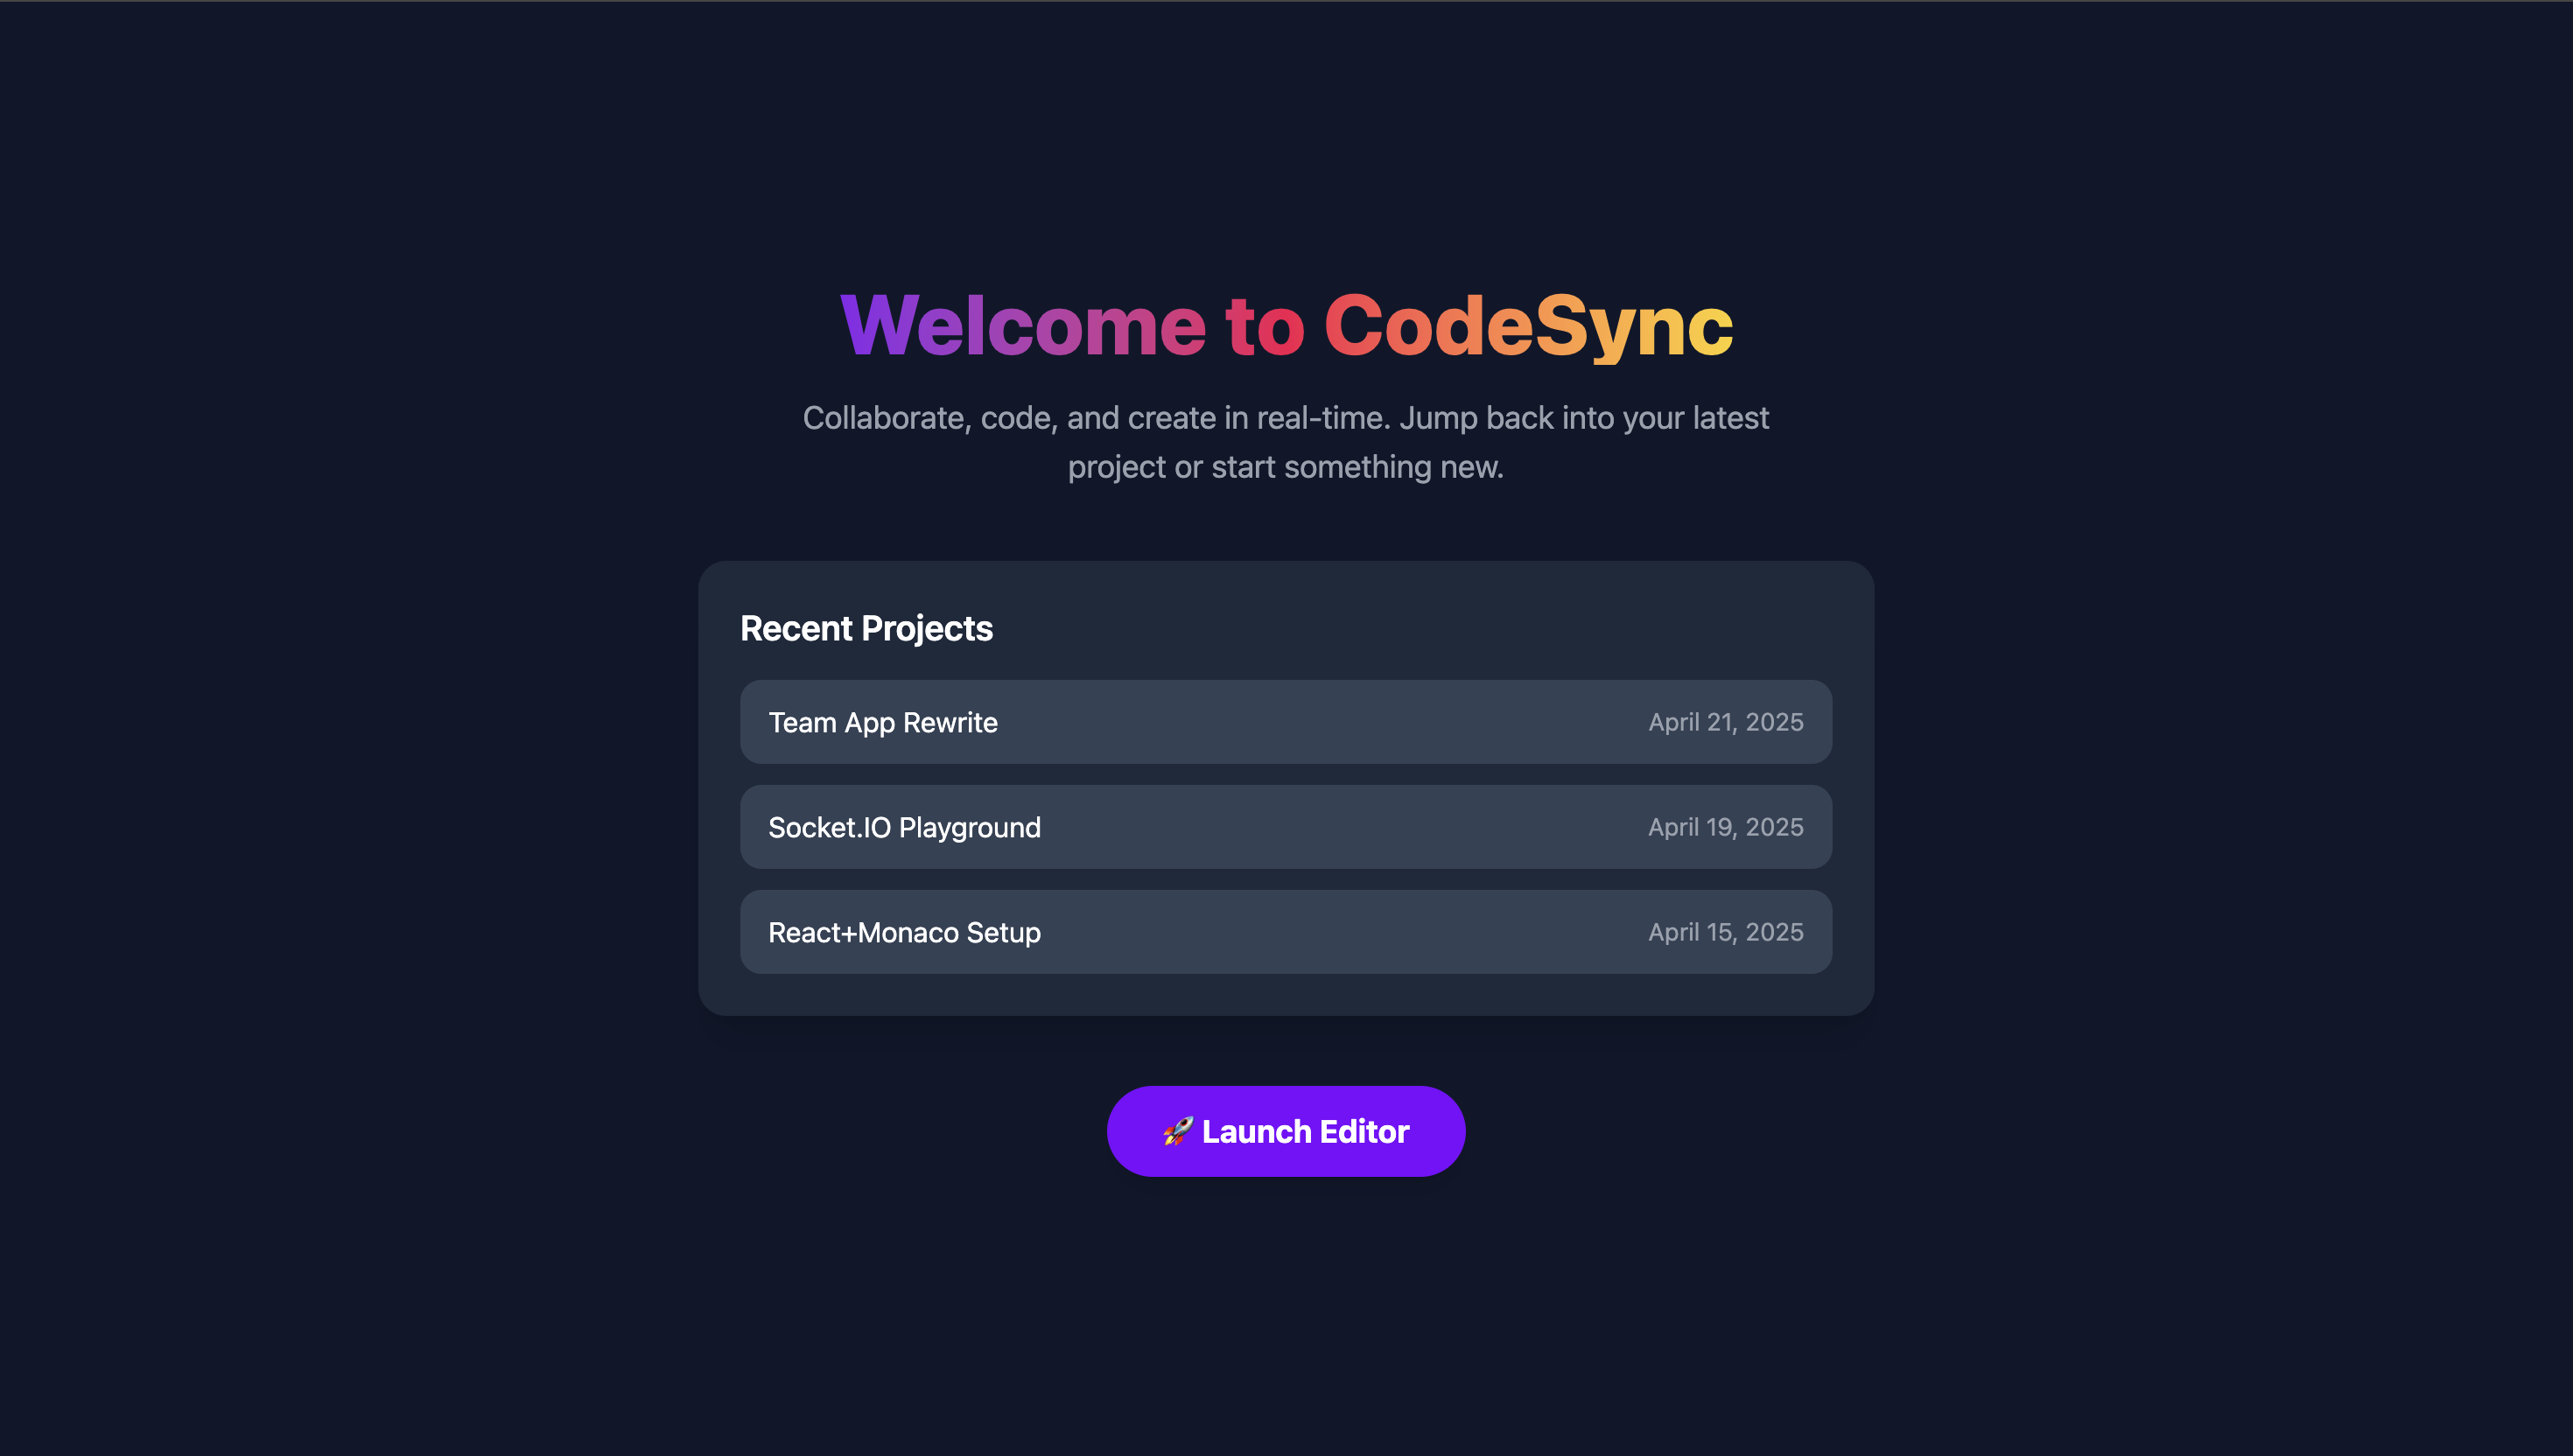 Welcome to CodeSync
Collaborate, code, and create in real-time. Jump back into your latest
project or start something new.
Recent Projects
Team App Rewrite April 21, 2025
Socket.IO Playground April 19, 2025
React+Monaco Setup April 15, 2025
🚀 Launch Editor